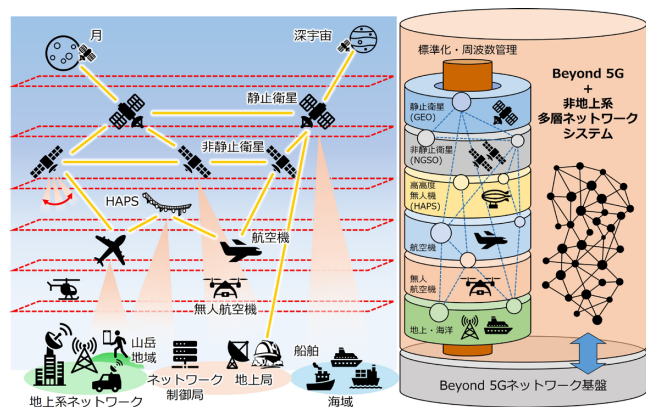 月
深宇宙
静止衛星
非静止衛星
HAPS
航空機
無人航空機
山岳
地域
地上系ネットワーク
ネットワーク
制御局
地上局
船舶
海域
標準化・周波数管理
静止衛星
(GEO)
非静止衛星
(NGSO)
高高度
無人機
(HAPS)
航空機
無人
航空機
地上・海洋
Beyond 5G
+
非地上系
多層ネットワーク
システム
Beyond 5Gネットワーク基盤